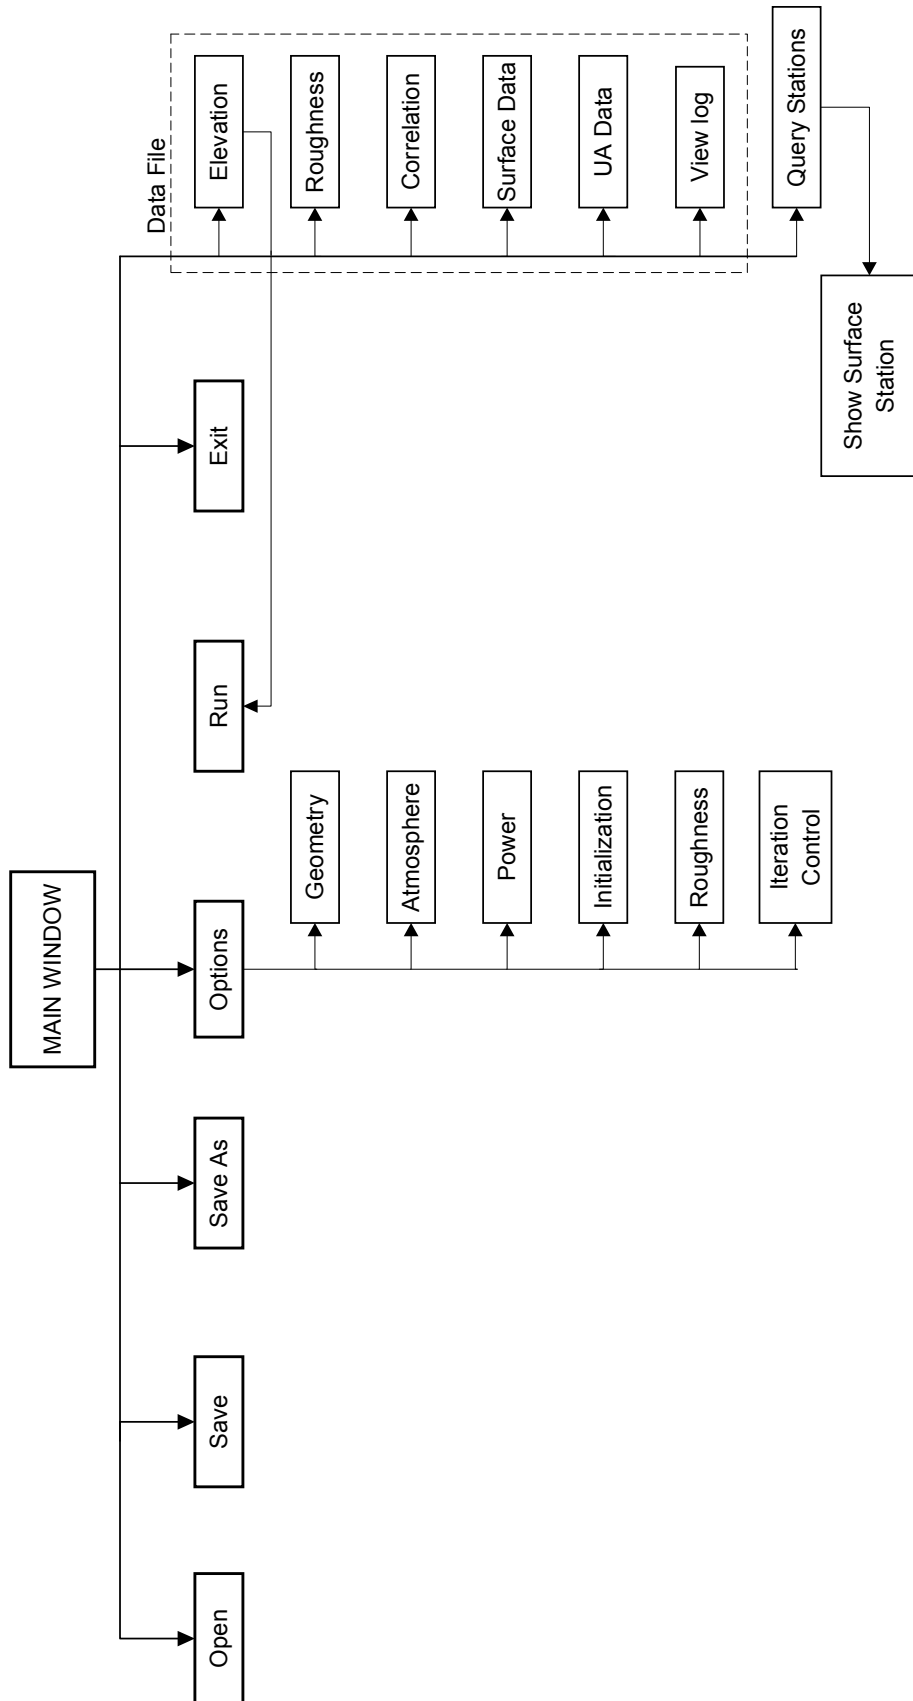 MAIN WINDOW
Open
Save
Save As
Options
Run
Exit
Data File
Elevation
Roughness
Correlation
Surface Data
UA Data
View log
Query Stations
Show Surface
Station
Geometry
Atmosphere
Power
Initialization
Roughness
Iteration
Control